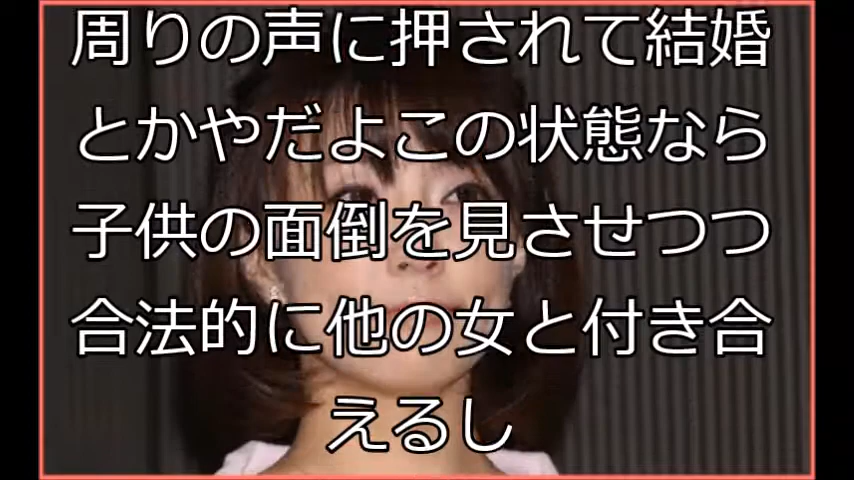 周りの声に押されて結婚
とかやだよこの状態なら
子供の面倒を見させつつ
合法的に他の女と付き合
えるし